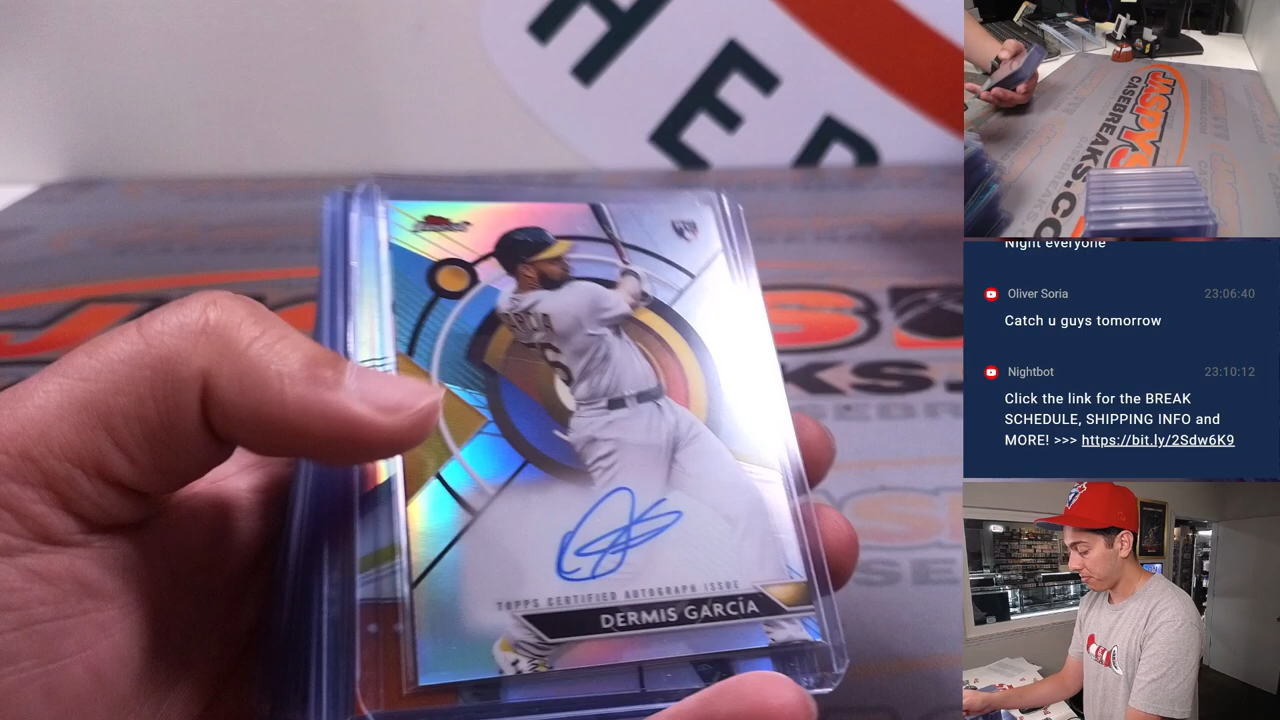 HER
FINEST
GARCIA
TOPPS CERTIFIED AUTOGRAPH ISSUE
DERMIS GARCÍA
JASPY'S
CASEBREAKS.COM
Night everyone
Oliver Soria 23:06:40
Catch u guys tomorrow
Nightbot 23:10:12
Click the link for the BREAK
SCHEDULE, SHIPPING INFO and
MORE! >>> https://bit.ly/2Sdw6K9